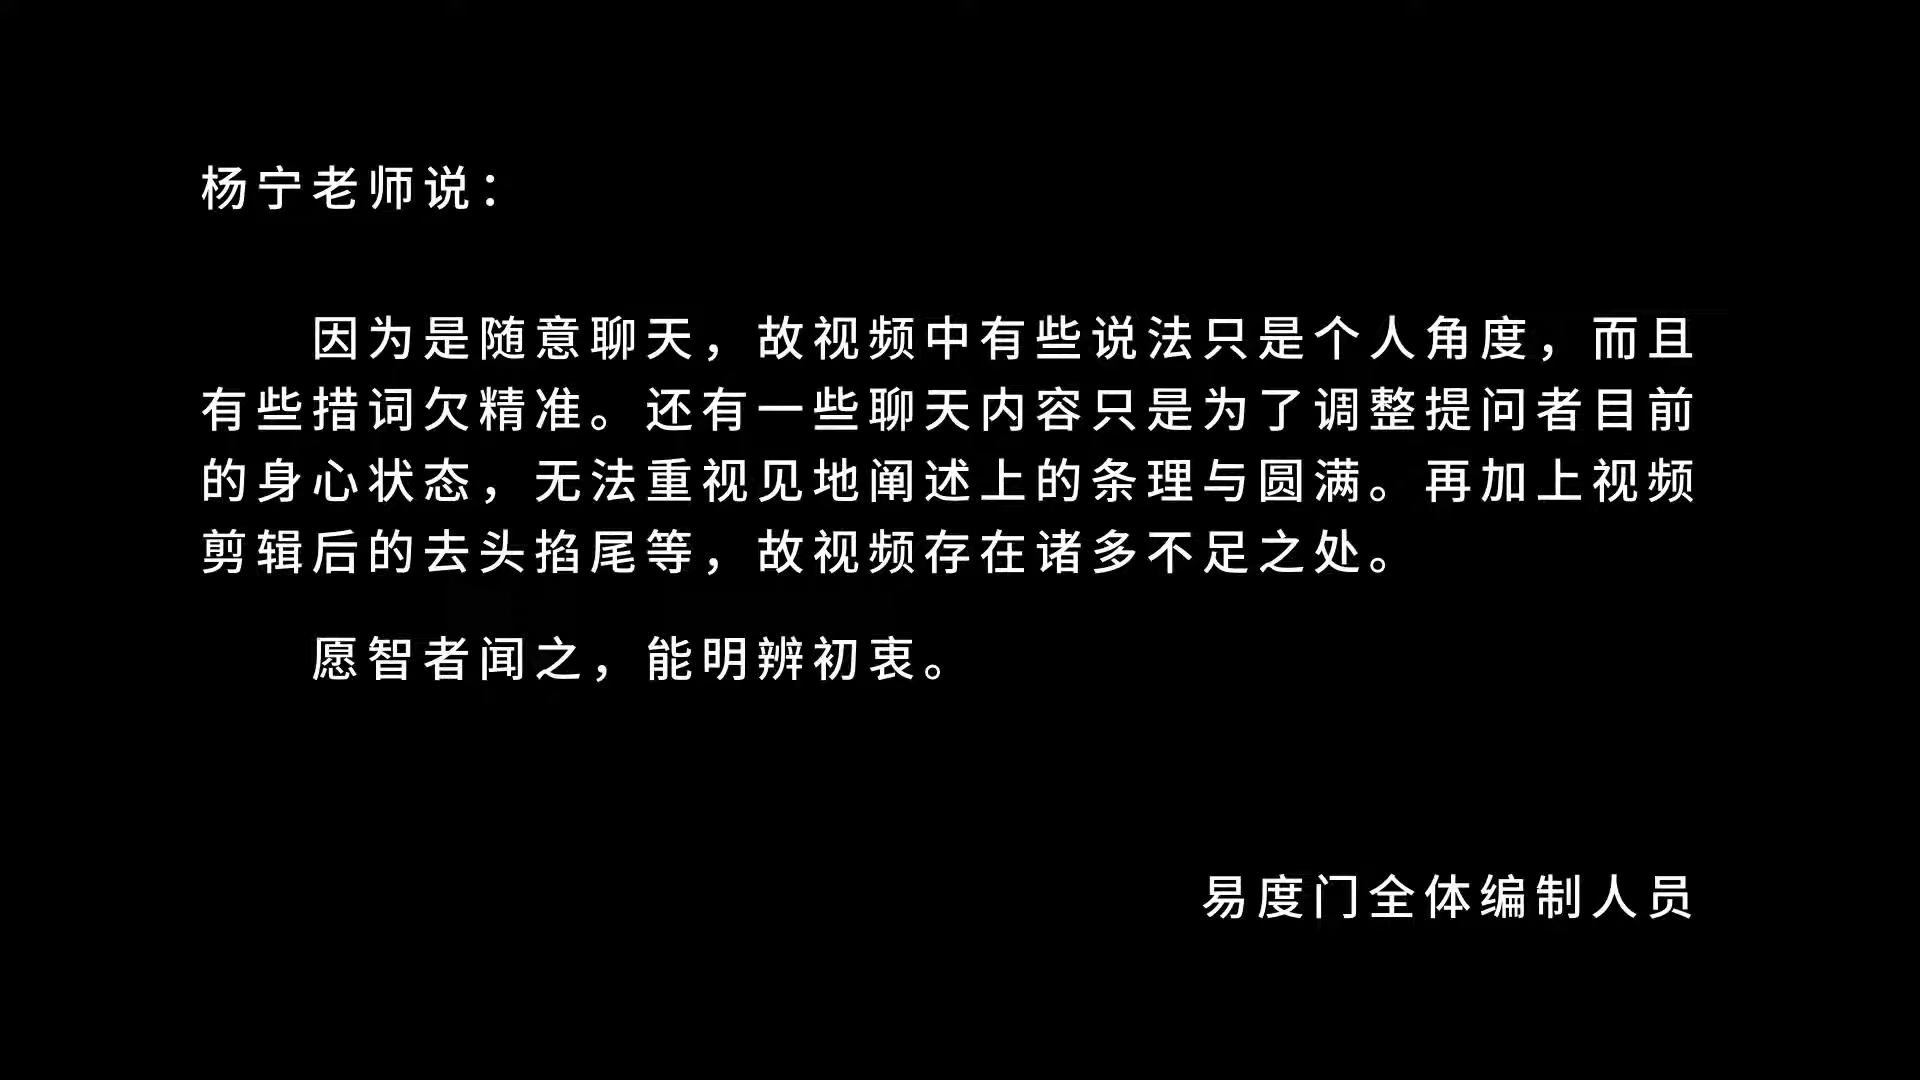 杨宁老师说：
因为是随意聊天，故视频中有些说法只是个人角度，而且
有些措词欠精准。还有一些聊天内容只是为了调整提问者目前
的身心状态，无法重视见地阐述上的条理与圆满。再加上视频
剪辑后的去头掐尾等，故视频存在诸多不足之处。
愿智者闻之，能明辨初衷。
易度门全体编制人员